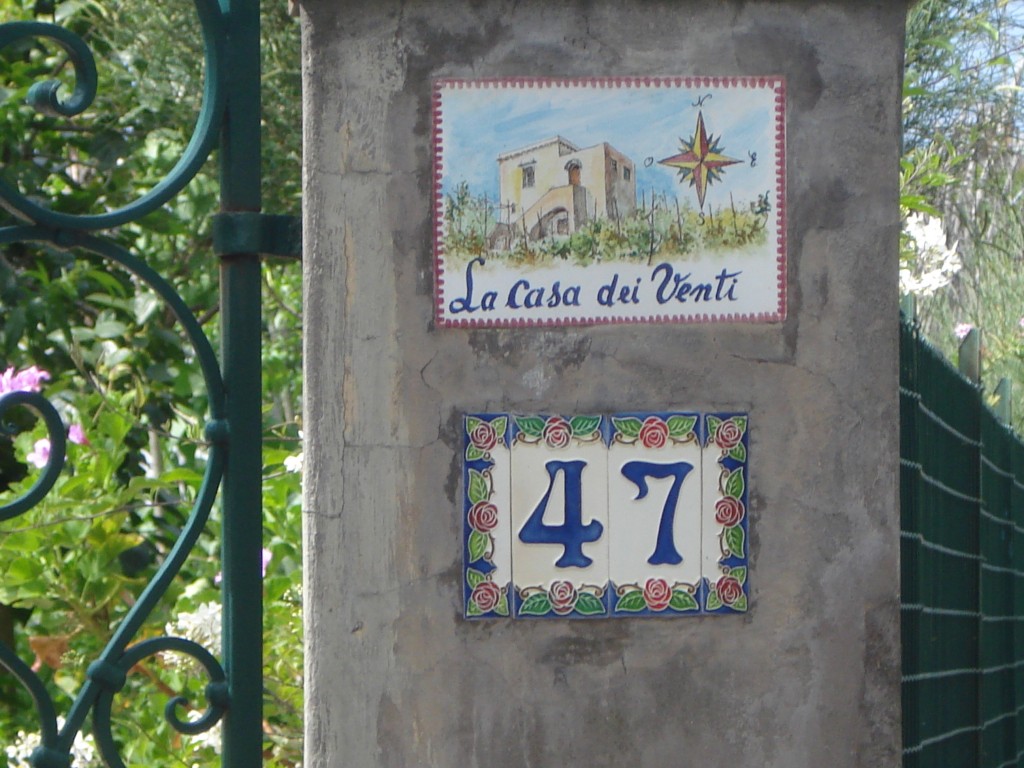 N
O E
S
La Casa dei Venti
47